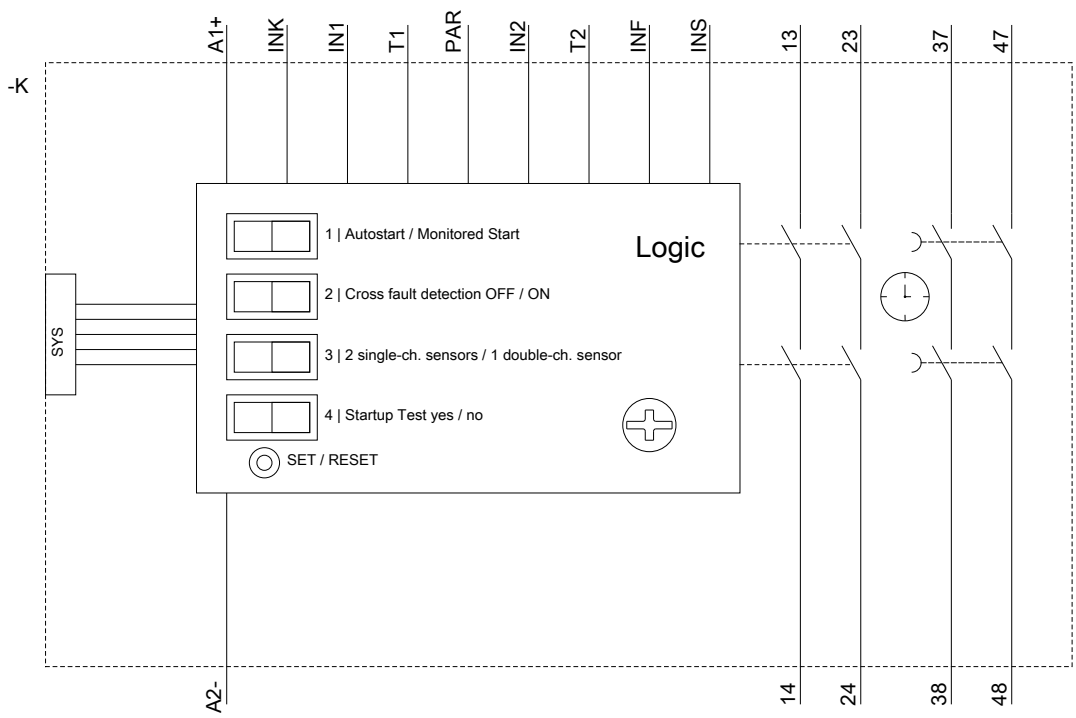 A1+
INK
IN1
T1
PAR
IN2
T2
INF
INS
13
23
37
47
-K
1 | Autostart / Monitored Start
Logic
2 | Cross fault detection OFF / ON
SYS
3 | 2 single-ch. sensors / 1 double-ch. sensor
4 | Startup Test yes / no
SET / RESET
A2-
14
24
38
48